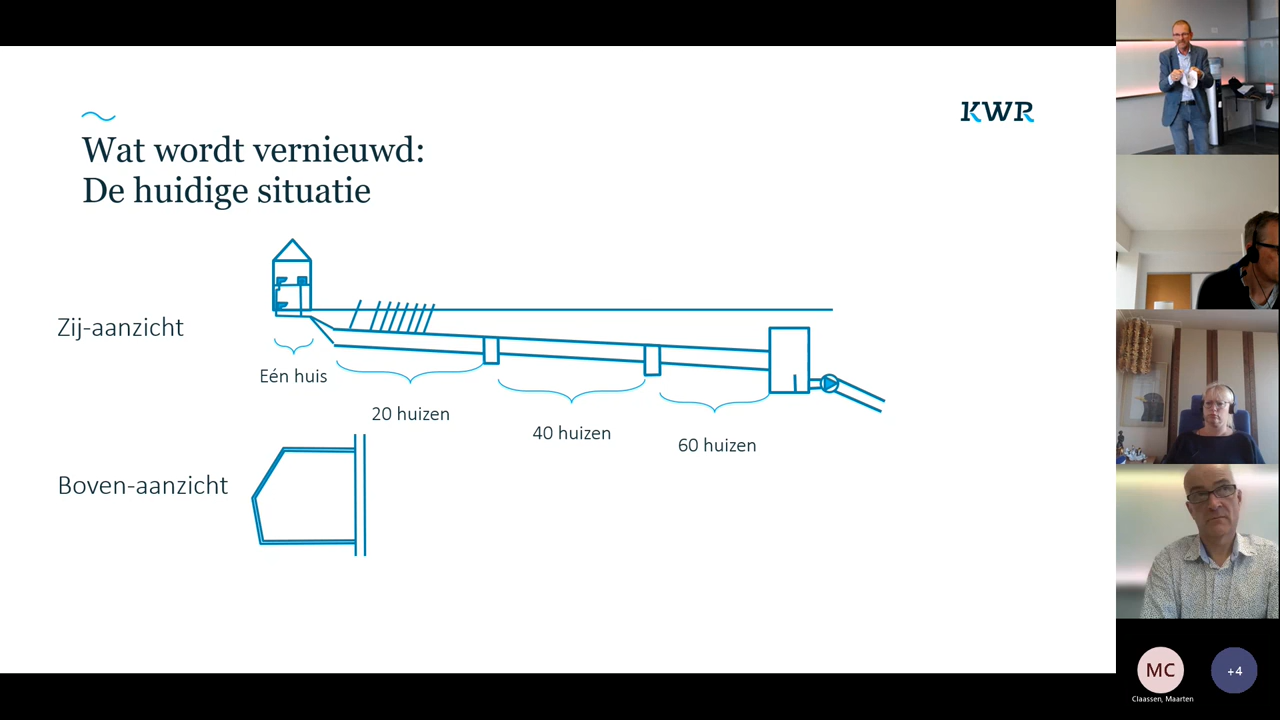 KWR
Wat wordt vernieuwd:
De huidige situatie
Zij-aanzicht
Eén huis
20 huizen
40 huizen
60 huizen
Boven-aanzicht
MC
+4
Claassen, Maarten